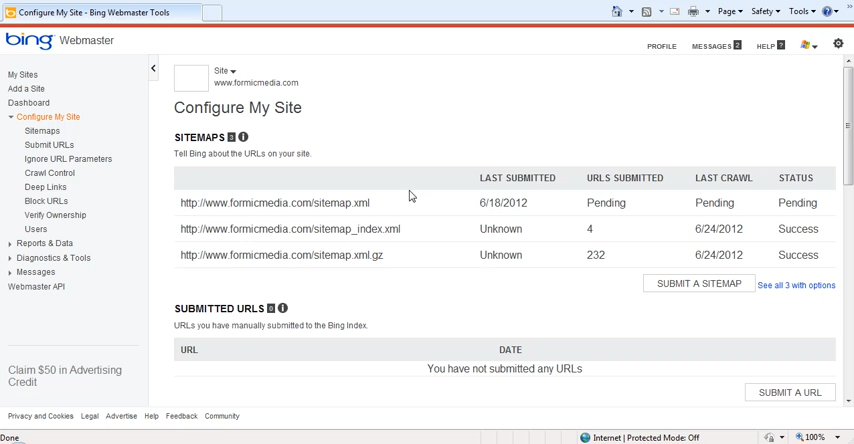 Configure My Site - Bing Webmaster Tools
Page Safety Tools
bing Webmaster
PROFILE MESSAGES 2 HELP ?
My Sites
Add a Site
Dashboard
Configure My Site
Sitemaps
Submit URLs
Ignore URL Parameters
Crawl Control
Deep Links
Block URLs
Verify Ownership
Users
Reports & Data
Diagnostics & Tools
Messages
Webmaster API
Claim $50 in Advertising
Credit
Site
www.formicmedia.com
Configure My Site
SITEMAPS 3 i
Tell Bing about the URLs on your site.
LAST SUBMITTED URLS SUBMITTED LAST CRAWL STATUS
http://www.formicmedia.com/sitemap.xml 6/18/2012 Pending Pending Pending
http://www.formicmedia.com/sitemap_index.xml Unknown 4 6/24/2012 Success
http://www.formicmedia.com/sitemap.xml.gz Unknown 232 6/24/2012 Success
SUBMIT A SITEMAP See all 3 with options
SUBMITTED URLS 0 i
URLs you have manually submitted to the Bing Index.
URL DATE
You have not submitted any URLs
SUBMIT A URL
Privacy and Cookies Legal Advertise Help Feedback Community
Done Internet | Protected Mode: Off 100%